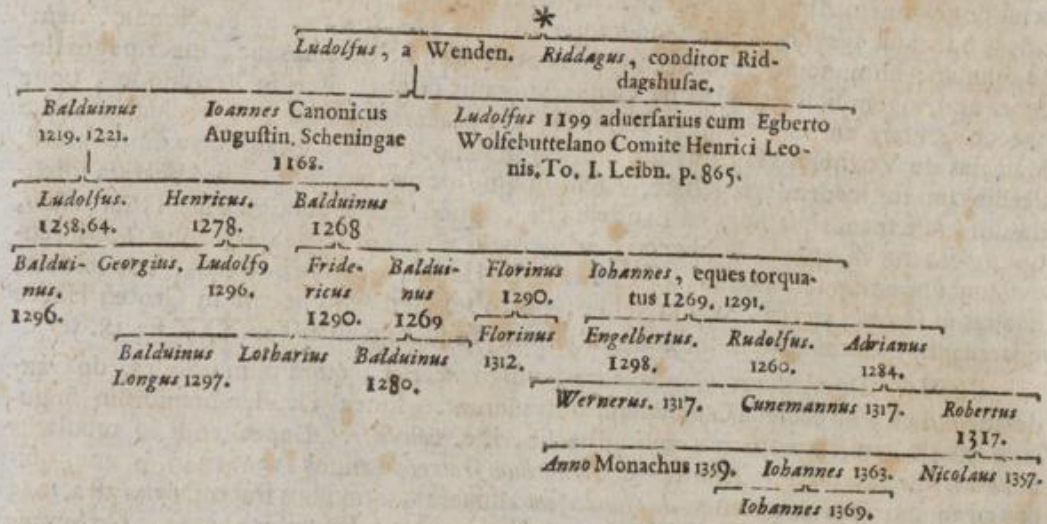 *
Ludolfus, a Wenden. Riddagus, conditor Rid-
dagshusae.
Balduinus Ioannes Canonicus Ludolfus 1199 aduersarius cum Egberto
1219. 1221. Augustin. Scheningae Wolfebuttelano Comite Henrici Leo-
1168. nis. To. I. Leibn. p. 865.
Ludolfus. Henricus. Balduinus
1258.64. 1278. 1268
Baldui- Georgius. Ludolf9 Fride- Baldui- Florinus Iohannes, eques torqua-
nus. 1296. ricus nus 1290. tus 1269. 1291.
1296. 1290. 1269 Florinus Engelbertus. Rudolfus. Adrianus
Balduinus Lotharius Balduinus 1312. 1298. 1260. 1284.
Longus 1297. 1280.
Wernerus. 1317. Cunemannus 1317. Robertus
1317.
Anno Monachus 1359. Iohannes 1363. Nicolaus 1357.
Iohannes 1369.